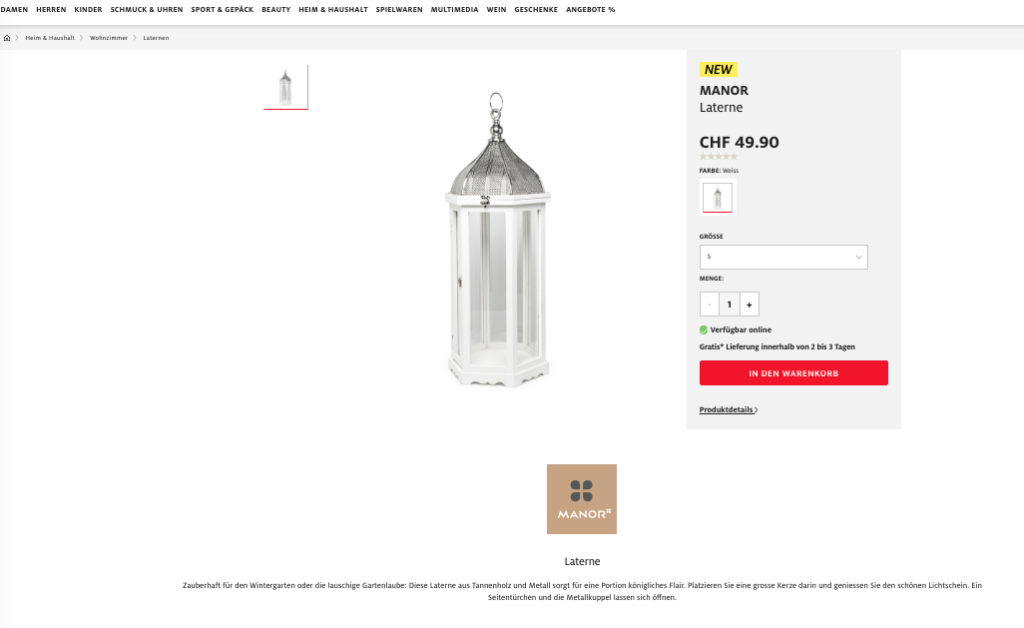 DAMEN HERREN KINDER SCHMUCK & UHREN SPORT & GEPÄCK BEAUTY HEIM & HAUSHALT SPIELWAREN MULTIMEDIA WEIN GESCHENKE ANGEBOTE %
Heim & Haushalt Wohnzimmer Laternen
NEW
MANOR
Laterne
CHF 49.90
FARBE: Weiss
GRÖSSE
S
MENGE:
- 1 +
Verfügbar online
Gratis* Lieferung innerhalb von 2 bis 3 Tagen
IN DEN WARENKORB
Produktdetails
MANOR
Laterne
Zauberhaft für den Wintergarten oder die lauschige Gartenlaube: Diese Laterne aus Tannenholz und Metall sorgt für eine Portion königliches Flair. Platzieren Sie eine grosse Kerze darin und geniessen Sie den schönen Lichtschein. Ein
Seitentürchen und die Metallkuppel lassen sich öffnen.